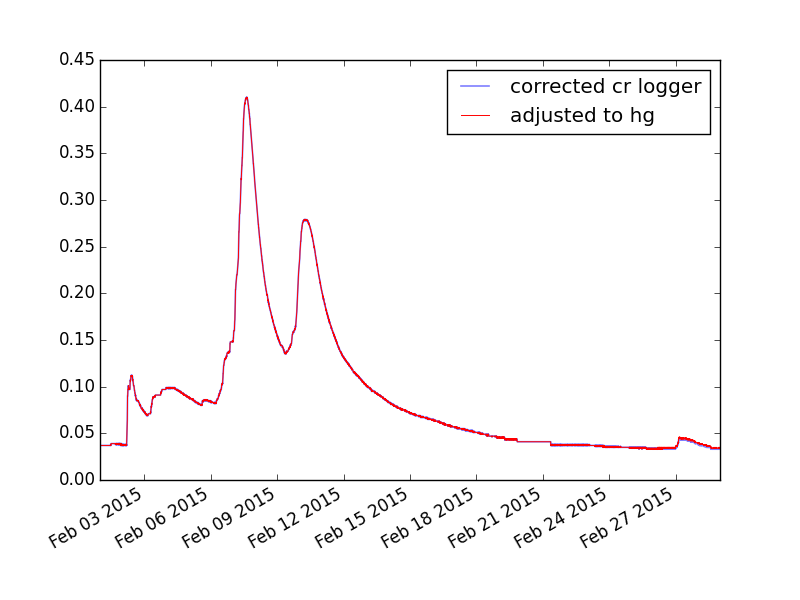 0.45
0.40
0.35
0.30
0.25
0.20
0.15
0.10
0.05
0.00
corrected cr logger
adjusted to hg
Feb 03 2015
Feb 06 2015
Feb 09 2015
Feb 12 2015
Feb 15 2015
Feb 18 2015
Feb 21 2015
Feb 24 2015
Feb 27 2015